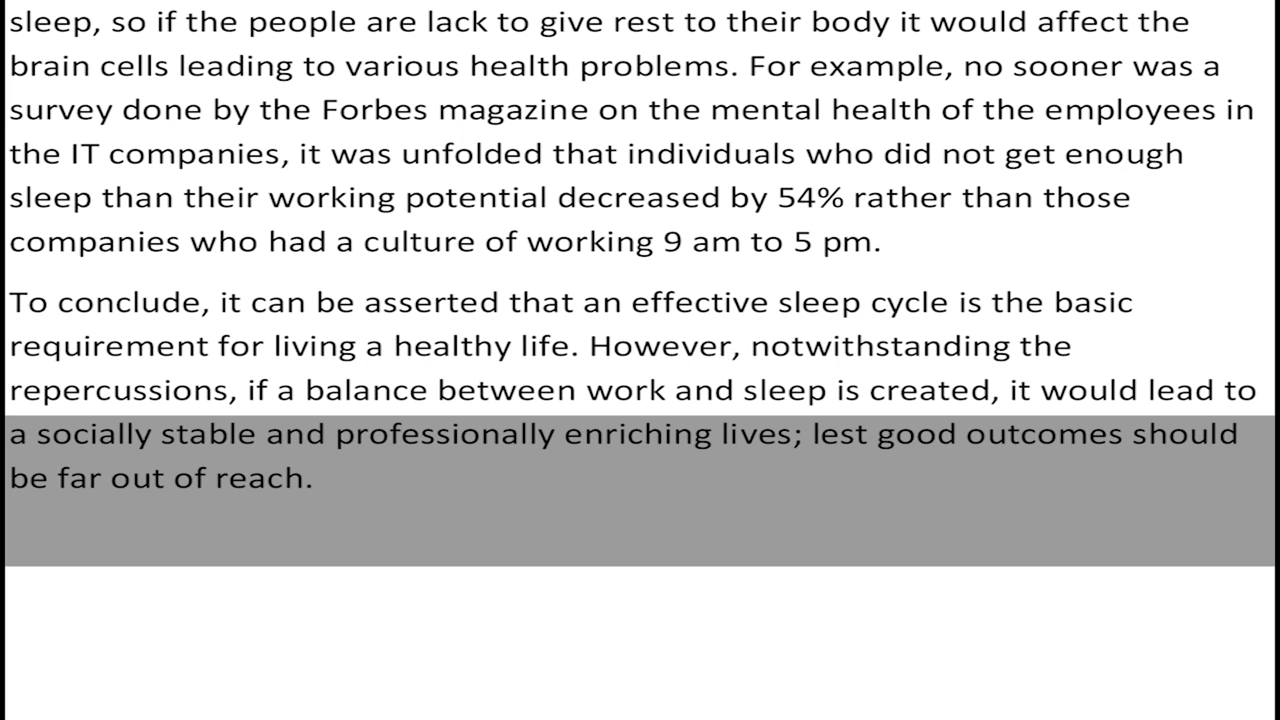 sleep, so if the people are lack to give rest to their body it would affect the
brain cells leading to various health problems. For example, no sooner was a
survey done by the Forbes magazine on the mental health of the employees in
the IT companies, it was unfolded that individuals who did not get enough
sleep than their working potential decreased by 54% rather than those
companies who had a culture of working 9 am to 5 pm.
To conclude, it can be asserted that an effective sleep cycle is the basic
requirement for living a healthy life. However, notwithstanding the
repercussions, if a balance between work and sleep is created, it would lead to
a socially stable and professionally enriching lives; lest good outcomes should
be far out of reach.